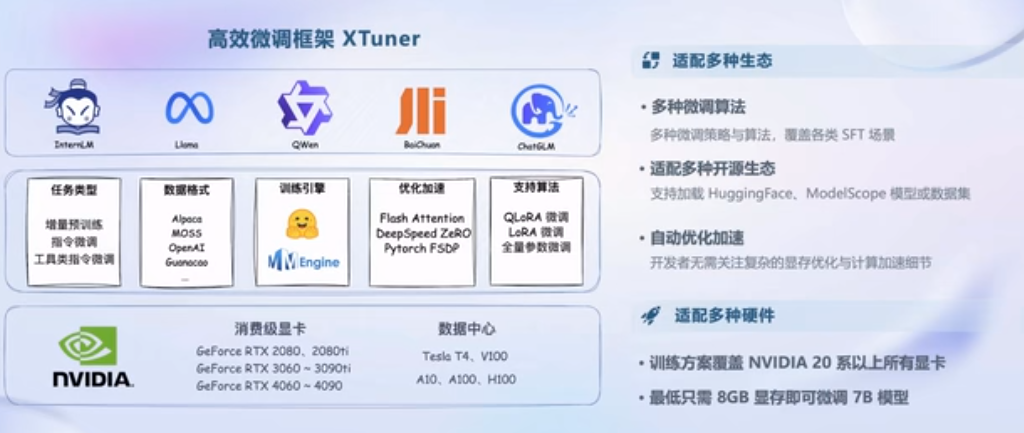 高效微调框架 XTuner
InternLM
Llama
QWen
BaiChuan
ChatGLM
任务类型
增量预训练
指令微调
工具类指令微调
数据格式
Alpaca
MOSS
OpenAI
Guanacao
...
训练引擎
MMEngine
优化加速
Flash Attention
DeepSpeed ZeRO
Pytorch FSDP
支持算法
QLoRA 微调
LoRA 微调
全量参数微调
NVIDIA.
消费级显卡
GeForce RTX 2080、2080ti
GeForce RTX 3060 ~ 3090ti
GeForce RTX 4060 ~ 4090
数据中心
Tesla T4、V100
A10、A100、H100
适配多种生态
• 多种微调算法
多种微调策略与算法，覆盖各类 SFT 场景
• 适配多种开源生态
支持加载 HuggingFace、ModelScope 模型或数据集
• 自动优化加速
开发者无需关注复杂的显存优化与计算加速细节
适配多种硬件
• 训练方案覆盖 NVIDIA 20 系以上所有显卡
• 最低只需 8GB 显存即可微调 7B 模型